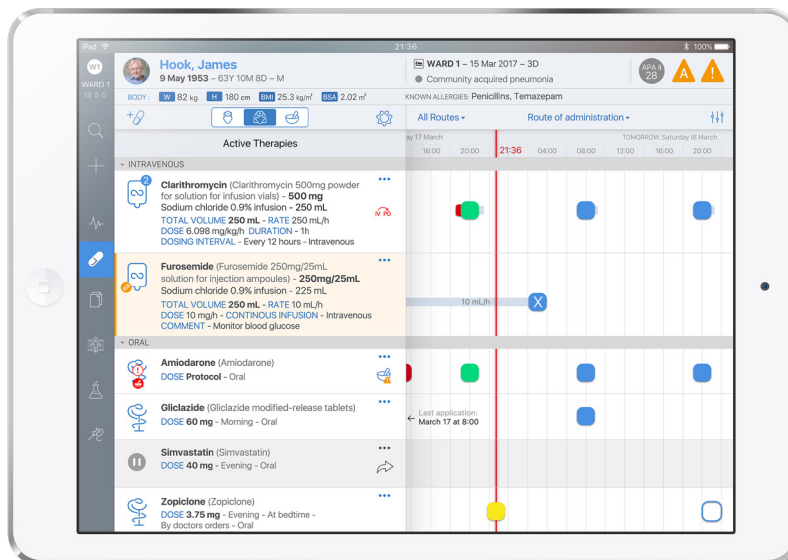 iPad
21:36
100%
W1
WARD 1
18 5 0
Hook, James
9 May 1953 – 63Y 10M 8D – M
WARD 1 – 15 Mar 2017 – 3D
Community acquired pneumonia
APA II
28
A
!
BODY: W 82 kg H 180 cm BMI 25.3 kg/m² BSA 2.02 m²
KNOWN ALLERGIES: Penicillins, Temazepam
All Routes
Route of administration
Active Therapies
ay 17 March
TOMORROW, Saturday 18 March
16:00 20:00 21:36 04:00 08:00 12:00 16:00 20:00
INTRAVENOUS
2
Clarithromycin (Clarithromycin 500mg powder
for solution for infusion vials) - 500 mg
Sodium chloride 0.9% infusion - 250 mL
TOTAL VOLUME 250 mL - RATE 250 mL/h
DOSE 6.098 mg/kg/h DURATION - 1h
DOSING INTERVAL - Every 12 hours - Intravenous
IV PO
Furosemide (Furosemide 250mg/25mL
solution for injection ampoules) - 250mg/25mL
Sodium chloride 0.9% infusion - 225 mL
TOTAL VOLUME 250 mL - RATE 10 mL/h
DOSE 10 mg/h - CONTINOUS INFUSION - Intravenous
COMMENT - Monitor blood glucose
10 mL/h
X
ORAL
Amiodarone (Amiodarone)
DOSE Protocol - Oral
Gliclazide (Gliclazide modified-release tablets)
DOSE 60 mg - Morning - Oral
Last application:
March 17 at 8:00
Simvastatin (Simvastatin)
DOSE 40 mg - Evening - Oral
Zopiclone (Zopiclone)
DOSE 3.75 mg - Evening - At bedtime -
By doctors orders - Oral